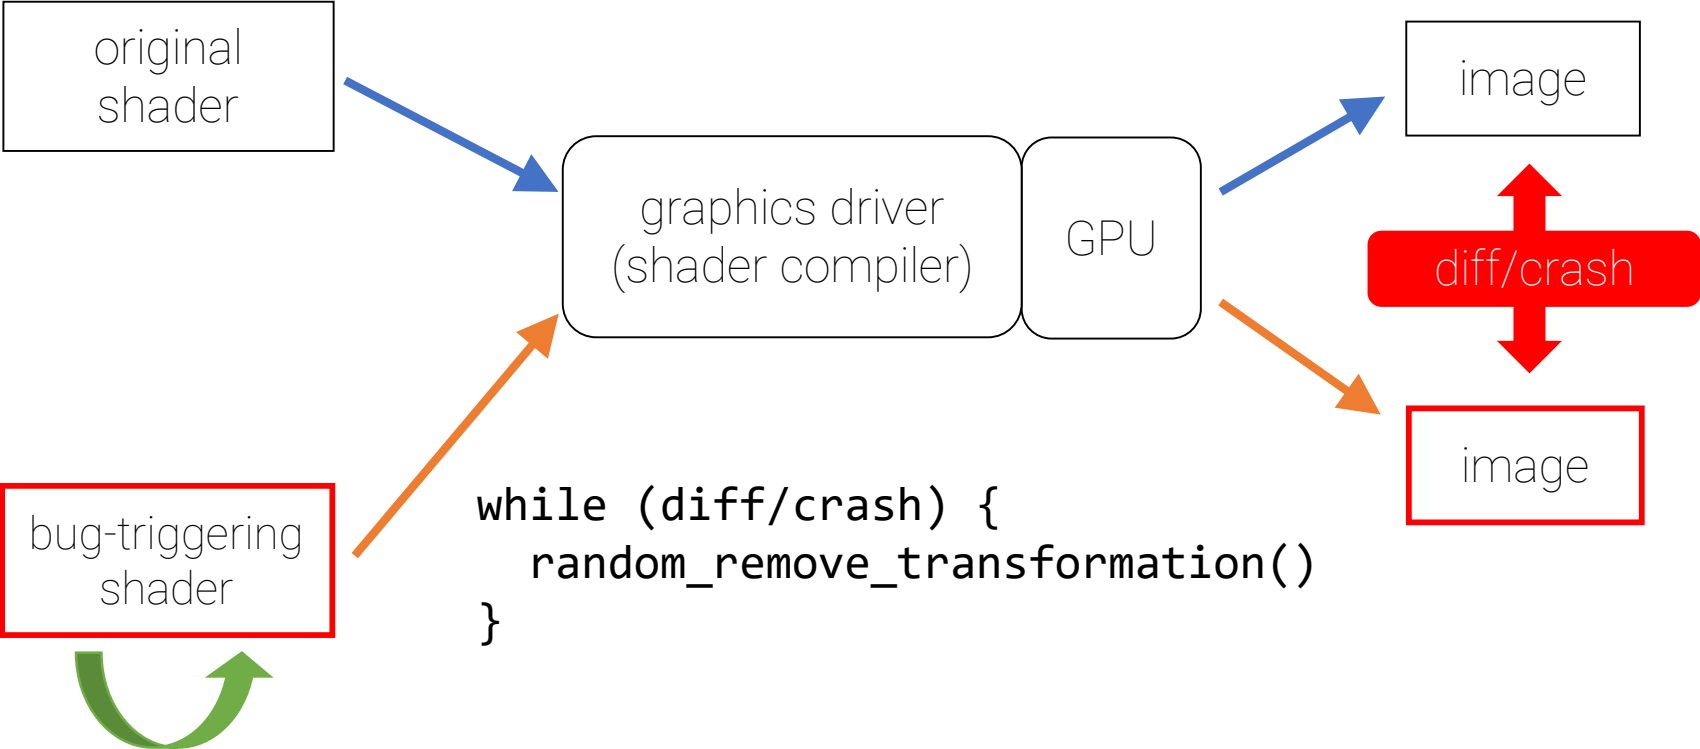 original
shader
image
graphics driver
(shader compiler)
GPU
diff/crash
image
bug-triggering
shader
while (diff/crash) {
  random_remove_transformation()
}